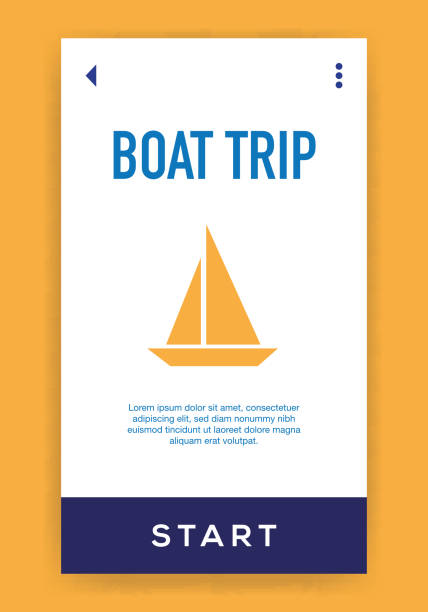 BOAT TRIP
Lorem ipsum dolor sit amet, consectetuer
adipiscing elit, sed diam nonummy nibh
euismod tincidunt ut laoreet dolore magna
aliquam erat volutpat.
START